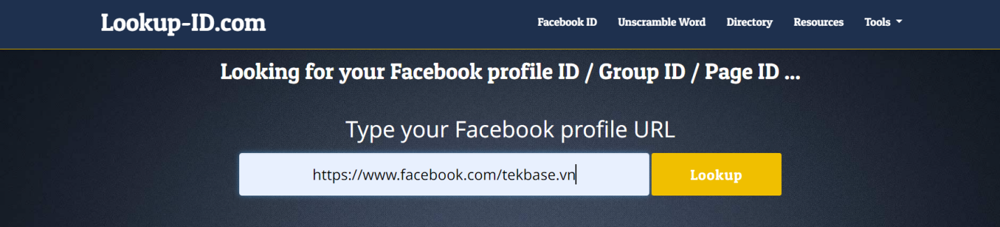 Lookup-ID.com
Facebook ID Unscramble Word Directory Resources Tools
Looking for your Facebook profile ID / Group ID / Page ID ...
Type your Facebook profile URL
https://www.facebook.com/tekbase.vn Lookup